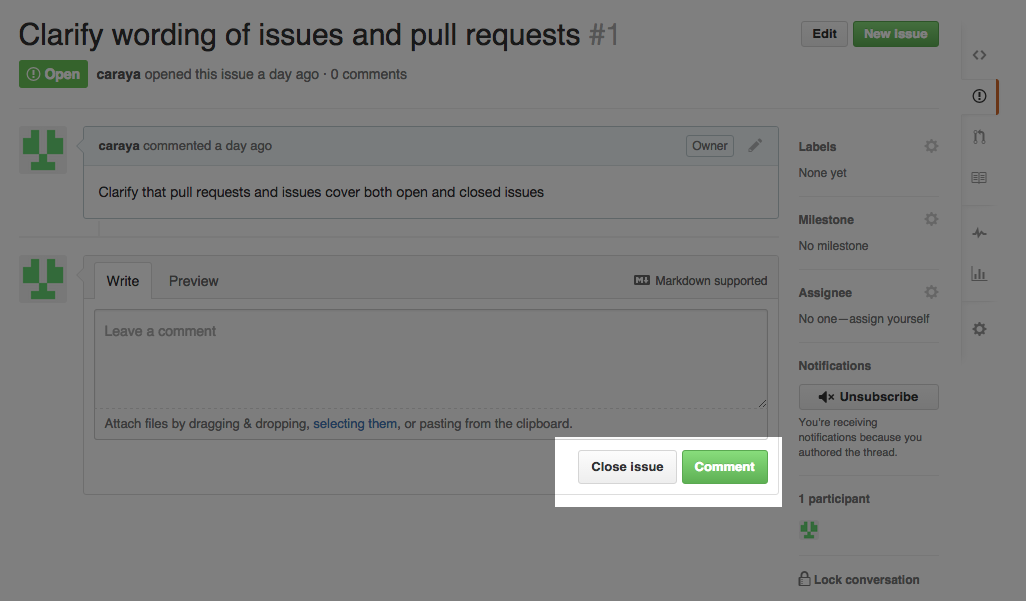 Clarify wording of issues and pull requests #1
Edit
New issue
Open
caraya opened this issue a day ago · 0 comments
caraya commented a day ago
Owner
Clarify that pull requests and issues cover both open and closed issues
Write
Preview
Markdown supported
Leave a comment
Attach files by dragging & dropping, selecting them, or pasting from the clipboard.
Close issue
Comment
Labels
None yet
Milestone
No milestone
Assignee
No one—assign yourself
Notifications
Unsubscribe
You're receiving
notifications because you
authored the thread.
1 participant
Lock conversation